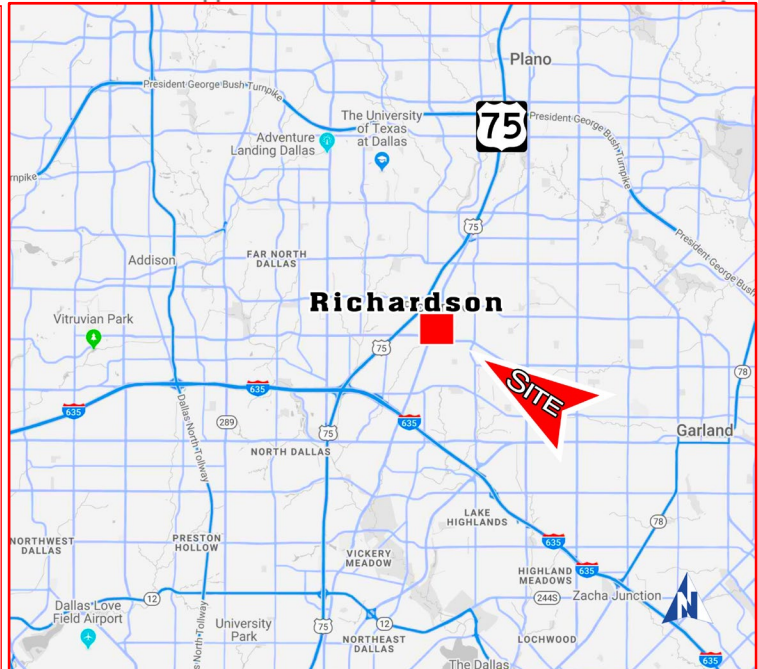 Plano
President George Bush Turnpike
The University
of Texas
at Dallas
75
President George Bush Turnpike
Adventure
Landing Dallas
rnpike
75
President George Bush
FAR NORTH
DALLAS
Addison
Richardson
Vitruvian Park
75
SITE
78
635
635
635
289
75
Dallas North Tollway
Garland
NORTH DALLAS
LAKE
HIGHLANDS
78
NORTHWEST
DALLAS
PRESTON
HOLLOW
635
VICKERY
MEADOW
HIGHLAND
MEADOWS
635
12
244S
Zacha Junction
N
Dallas Love
Field Airport
University
Park
75
12
NORTHEAST
DALLAS
LOCHWOOD
s North Tollway
The Dallas
635